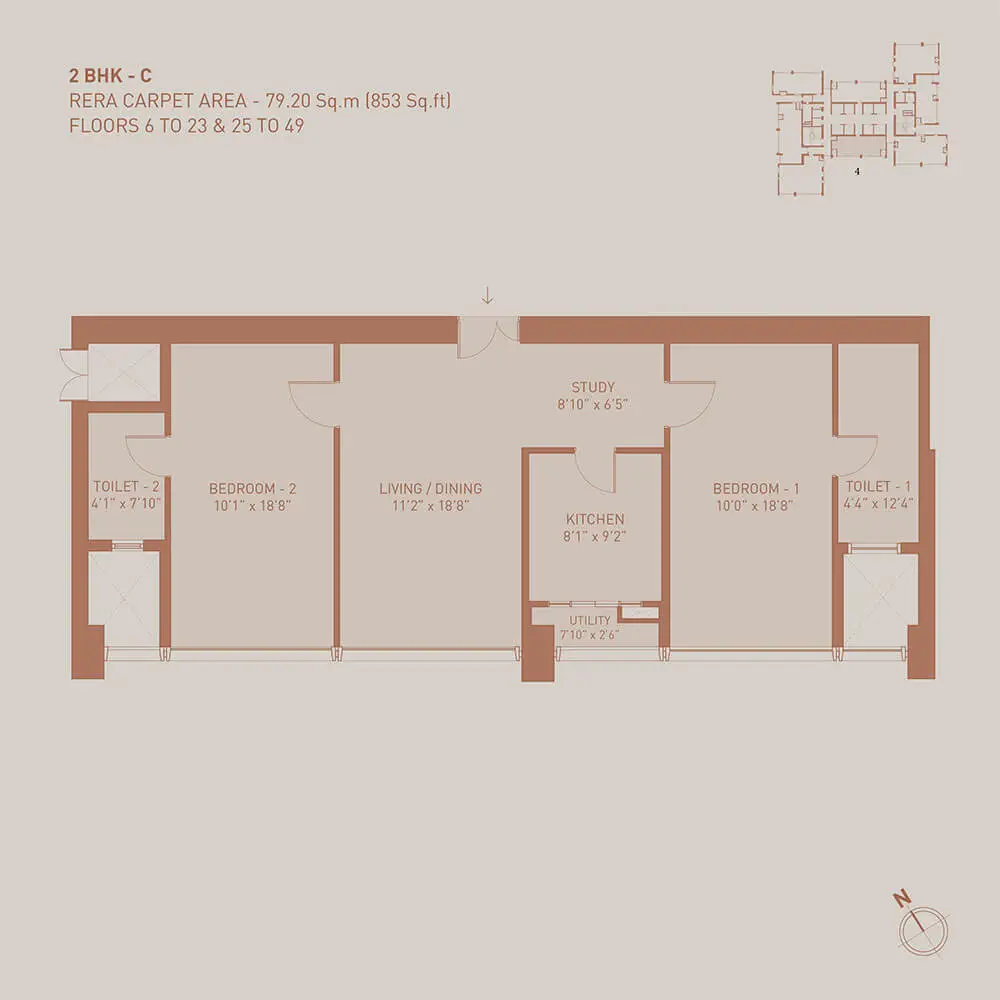 2 BHK - C
RERA CARPET AREA - 79.20 Sq.m (853 Sq.ft)
FLOORS 6 TO 23 & 25 TO 49
4
STUDY
8'10" x 6'5"
TOILET - 2
4'1" x 7'10"
BEDROOM - 2
10'1" x 18'8"
LIVING / DINING
11'2" x 18'8"
KITCHEN
8'1" x 9'2"
BEDROOM - 1
10'0" x 18'8"
TOILET - 1
4'4" x 12'4"
UTILITY
7'10" x 2'6"
N